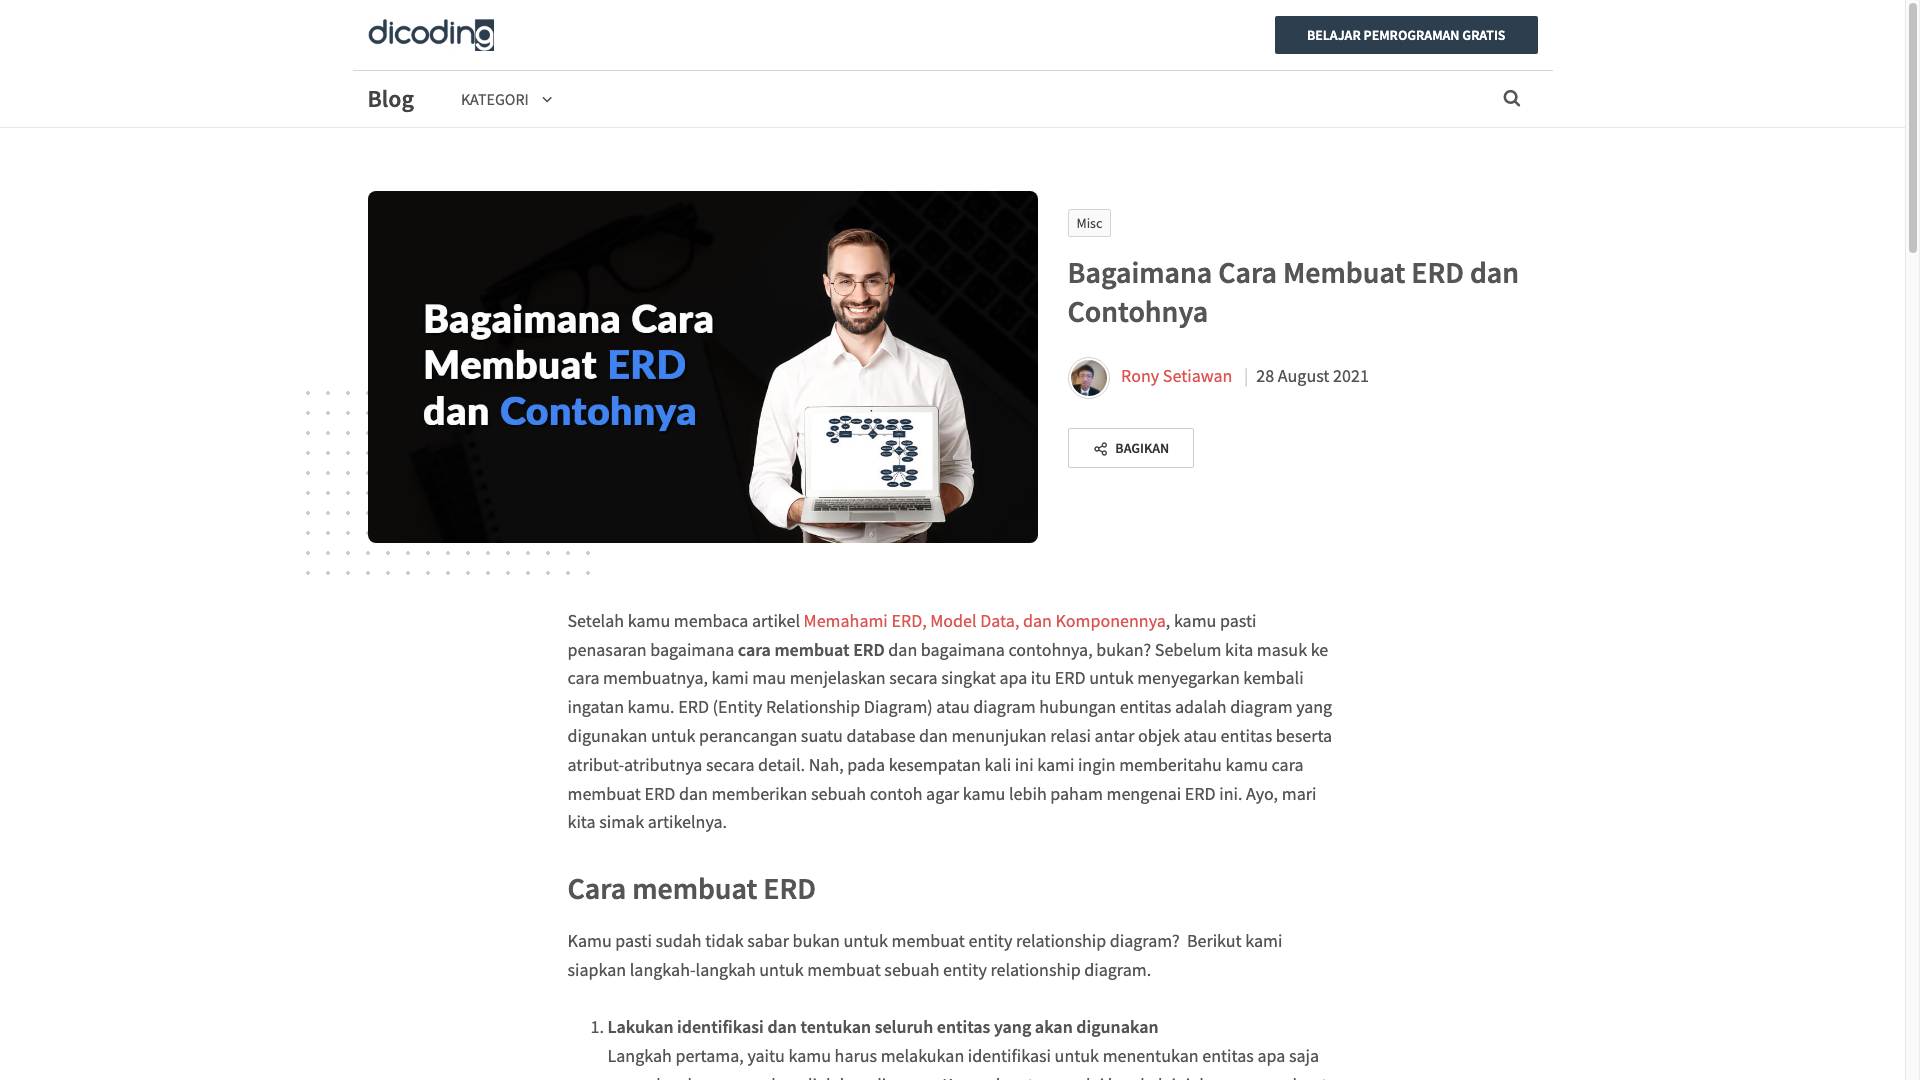 dicoding
BELAJAR PEMROGRAMAN GRATIS
Blog
KATEGORI
Bagaimana Cara
Membuat ERD
dan Contohnya
Misc
Bagaimana Cara Membuat ERD dan
Contohnya
Rony Setiawan | 28 August 2021
BAGIKAN
Setelah kamu membaca artikel Memahami ERD, Model Data, dan Komponennya, kamu pasti
penasaran bagaimana cara membuat ERD dan bagaimana contohnya, bukan? Sebelum kita masuk ke
cara membuatnya, kami mau menjelaskan secara singkat apa itu ERD untuk menyegarkan kembali
ingatan kamu. ERD (Entity Relationship Diagram) atau diagram hubungan entitas adalah diagram yang
digunakan untuk perancangan suatu database dan menunjukan relasi antar objek atau entitas beserta
atribut-atributnya secara detail. Nah, pada kesempatan kali ini kami ingin memberitahu kamu cara
membuat ERD dan memberikan sebuah contoh agar kamu lebih paham mengenai ERD ini. Ayo, mari
kita simak artikelnya.
Cara membuat ERD
Kamu pasti sudah tidak sabar bukan untuk membuat entity relationship diagram?  Berikut kami
siapkan langkah-langkah untuk membuat sebuah entity relationship diagram.
1. Lakukan identifikasi dan tentukan seluruh entitas yang akan digunakan
Langkah pertama, yaitu kamu harus melakukan identifikasi untuk menentukan entitas apa saja